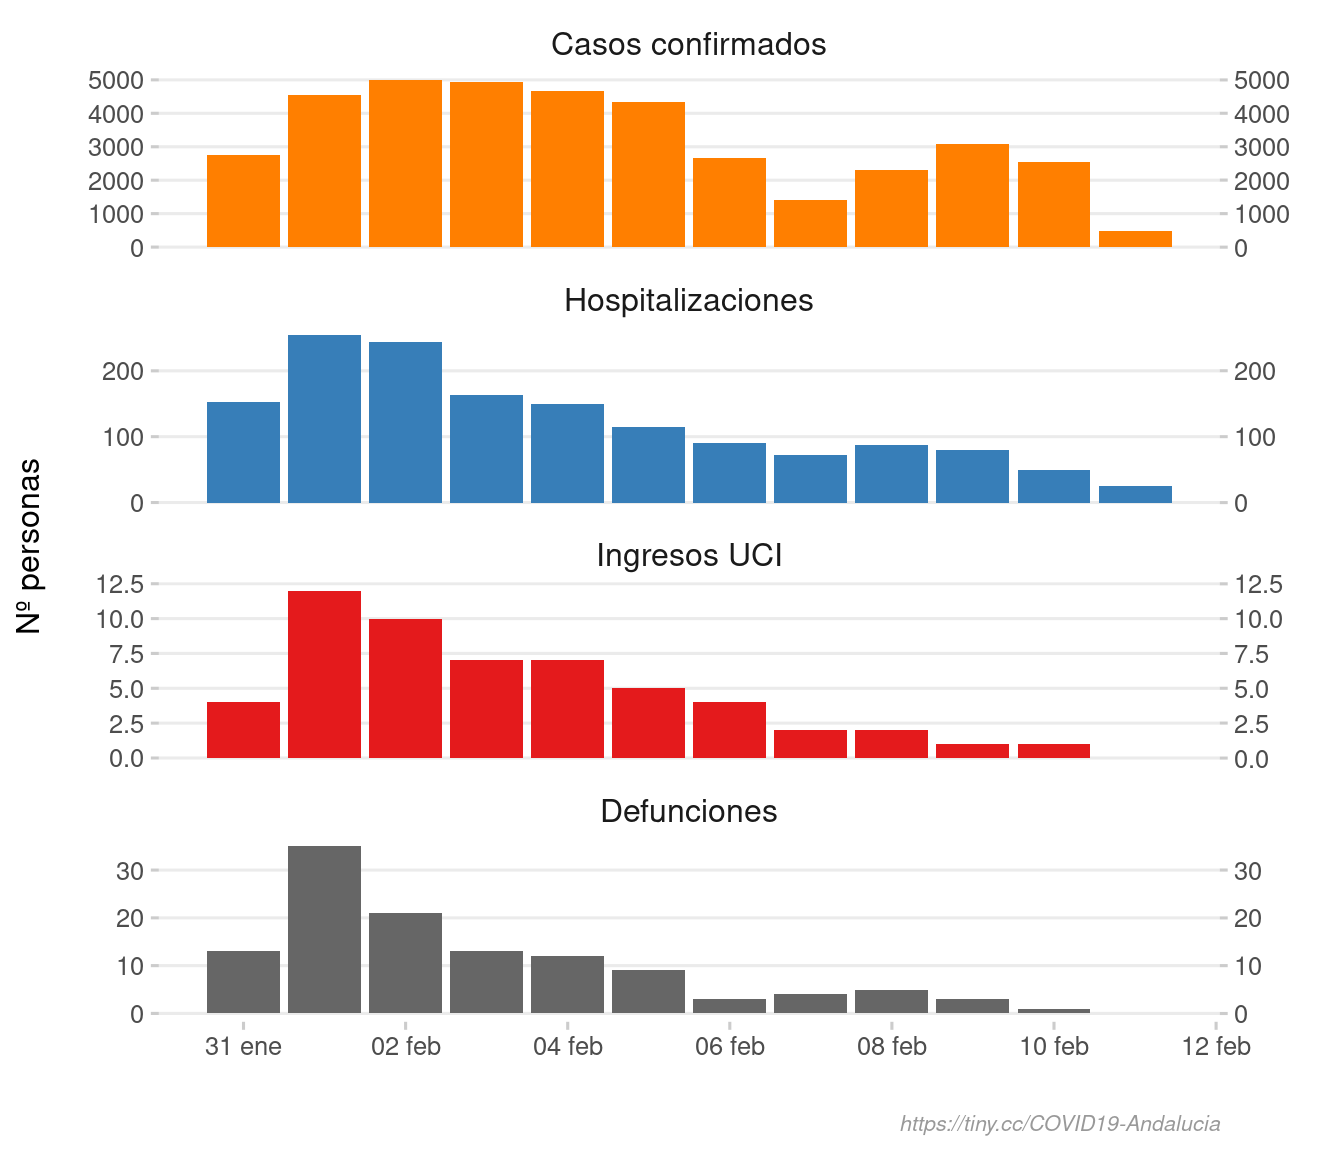 Casos confirmados
5000 5000
4000 4000
3000 3000
2000 2000
1000 1000
0 0
Hospitalizaciones
200 200
100 100
0 0
Nº personas
Ingresos UCI
12.5 12.5
10.0 10.0
7.5 7.5
5.0 5.0
2.5 2.5
0.0 0.0
Defunciones
30 30
20 20
10 10
0 0
31 ene 02 feb 04 feb 06 feb 08 feb 10 feb 12 feb
https://tiny.cc/COVID19-Andalucia